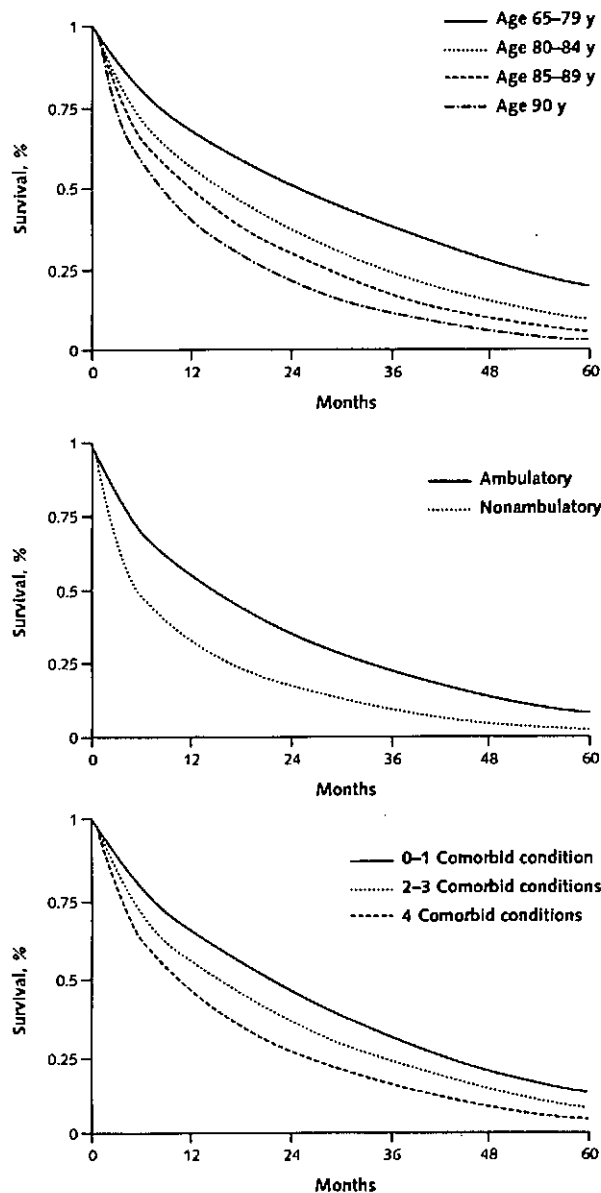 Age 65–79 y
Age 80–84 y
Age 85–89 y
Age 90 y
1
0.75
0.5
0.25
0
Survival, %
0 12 24 36 48 60
Months
Ambulatory
Nonambulatory
1
0.75
0.5
0.25
0
Survival, %
0 12 24 36 48 60
Months
0–1 Comorbid condition
2–3 Comorbid conditions
4 Comorbid conditions
1
0.75
0.5
0.25
0
Survival, %
0 12 24 36 48 60
Months